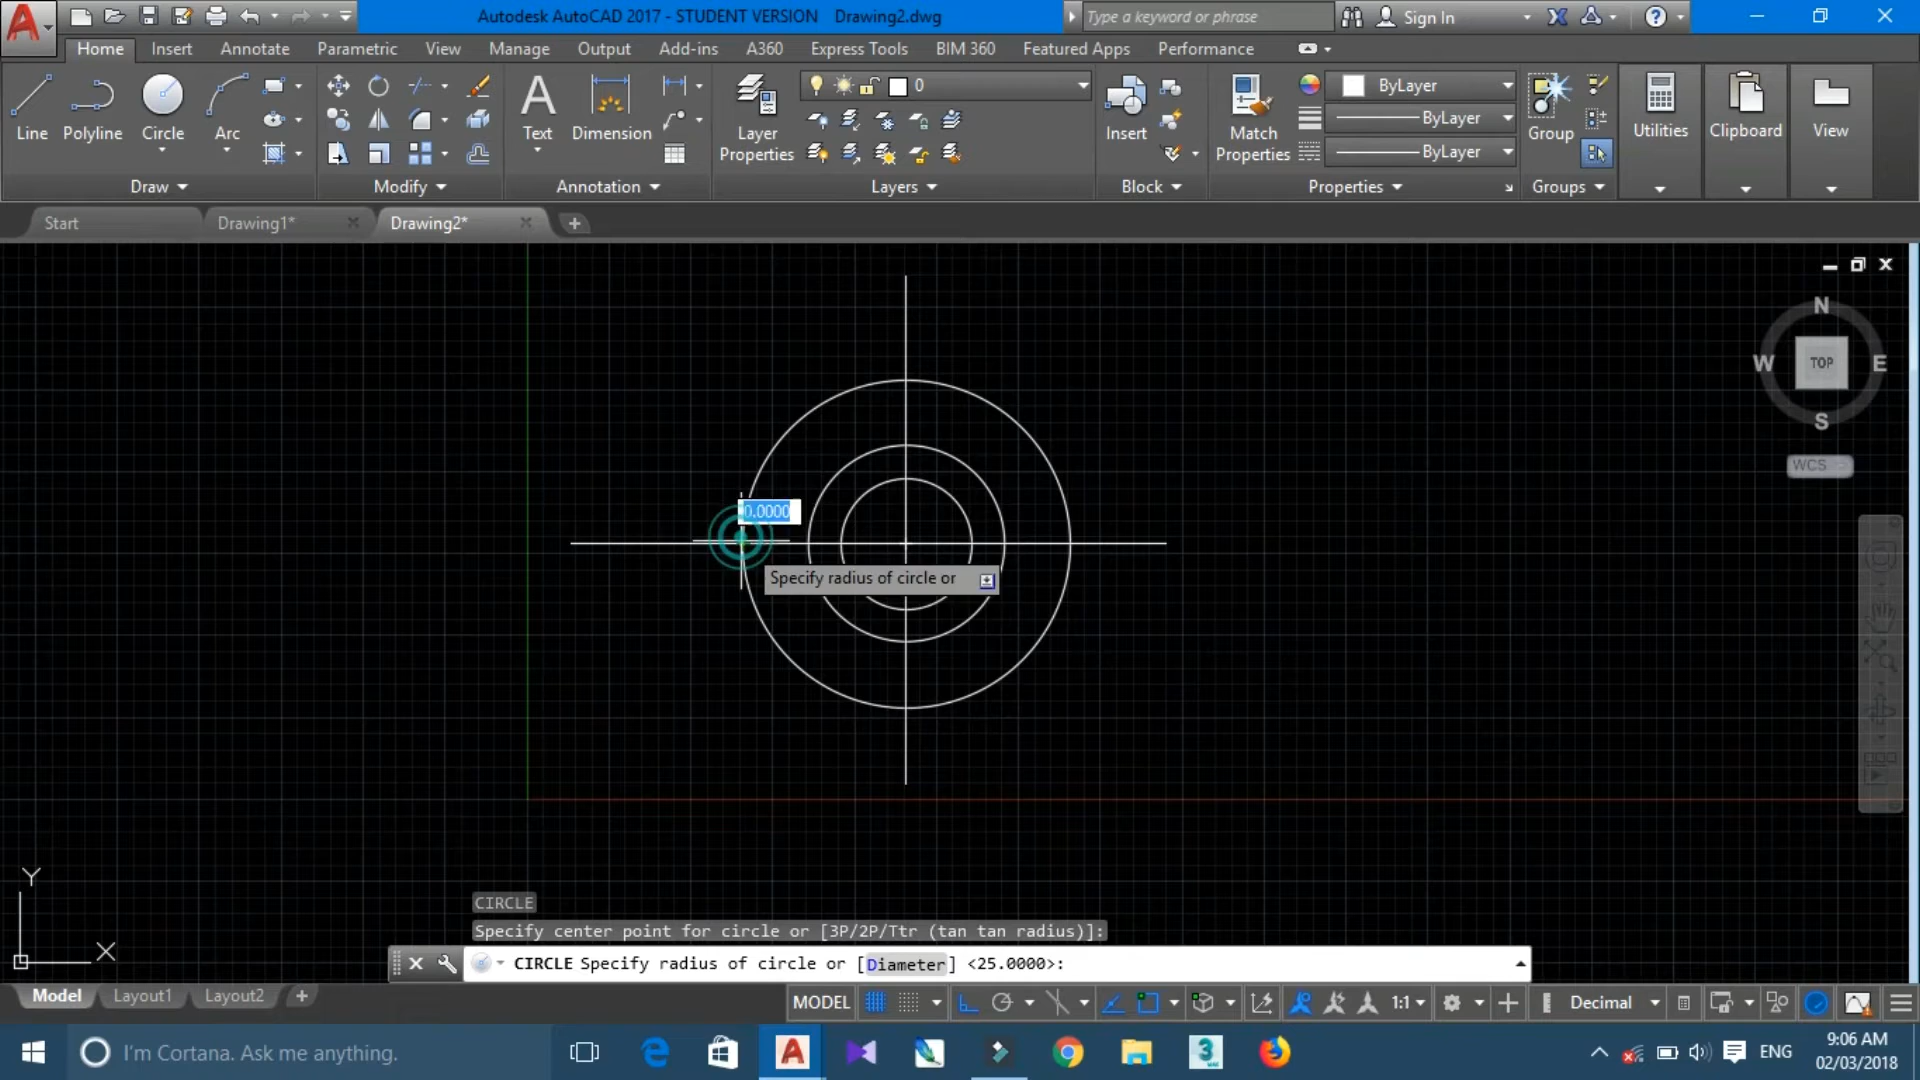 Autodesk AutoCAD 2017 - STUDENT VERSION Drawing2.dwg
Type a keyword or phrase
Sign In
Home Insert Annotate Parametric View Manage Output Add-ins A360 Express Tools BIM 360 Featured Apps Performance
0
ByLayer
ByLayer
ByLayer
Line Polyline Circle Arc
Text Dimension
Layer Properties
Insert
Match Properties
Group
Utilities
Clipboard
View
Draw Modify Annotation Layers Block Properties Groups
Start Drawing1* Drawing2*
N
W TOP E
S
WCS
0.0000
Specify radius of circle or
Y
X
CIRCLE
Specify center point for circle or [3P/2P/Ttr (tan tan radius)]:
CIRCLE Specify radius of circle or [Diameter] <25.0000>:
Model Layout1 Layout2 +
MODEL 1:1 Decimal
I'm Cortana. Ask me anything.
ENG
9:06 AM
02/03/2018